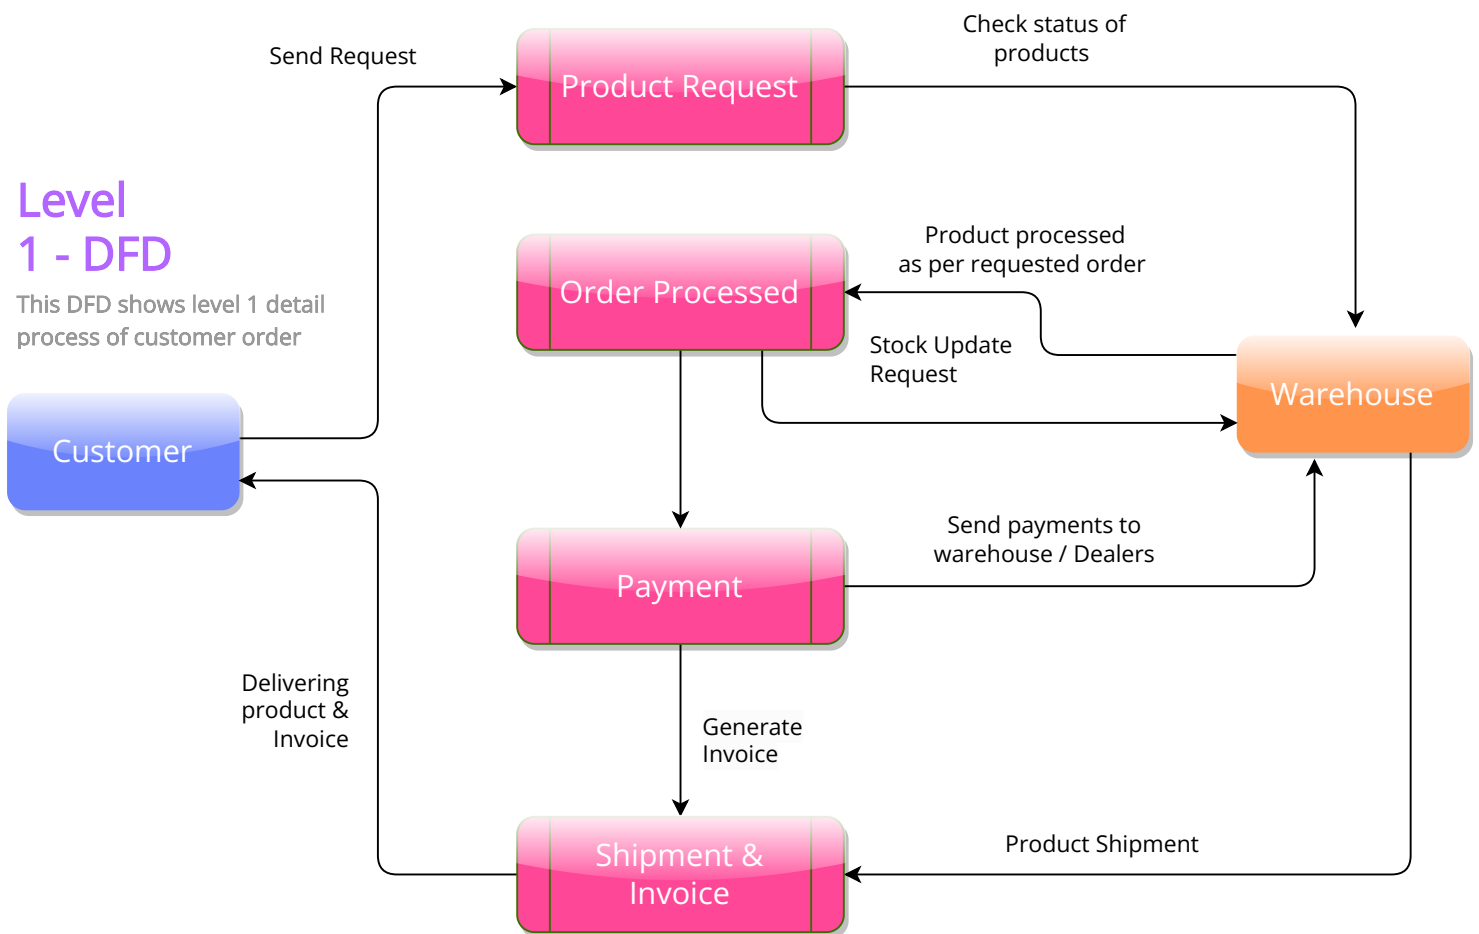 Check status of
products
Send Request
Product Request
Level
1 - DFD
This DFD shows level 1 detail
process of customer order
Product processed
as per requested order
Order Processed
Stock Update
Request
Warehouse
Customer
Send payments to
warehouse / Dealers
Payment
Delivering
product &
Invoice
Generate
Invoice
Product Shipment
Shipment &
Invoice